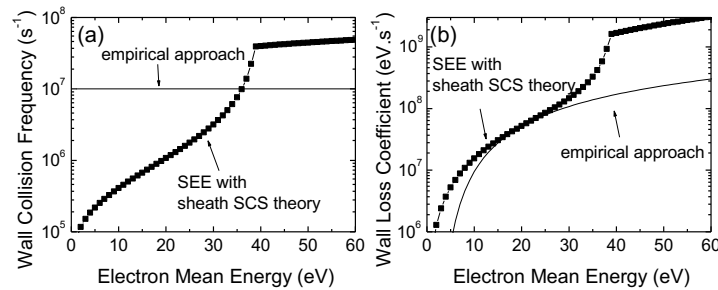 (a)
Wall Collision Frequency (s⁻¹)
10⁸
10⁷
10⁶
10⁵
empirical approach
SEE with
sheath SCS theory
0 10 20 30 40 50 60
Electron Mean Energy (eV)
(b)
Wall Loss Coefficient (eV.s⁻¹)
10⁹
10⁸
10⁷
10⁶
SEE with
sheath SCS theory
empirical approach
0 10 20 30 40 50 60
Electron Mean Energy (eV)